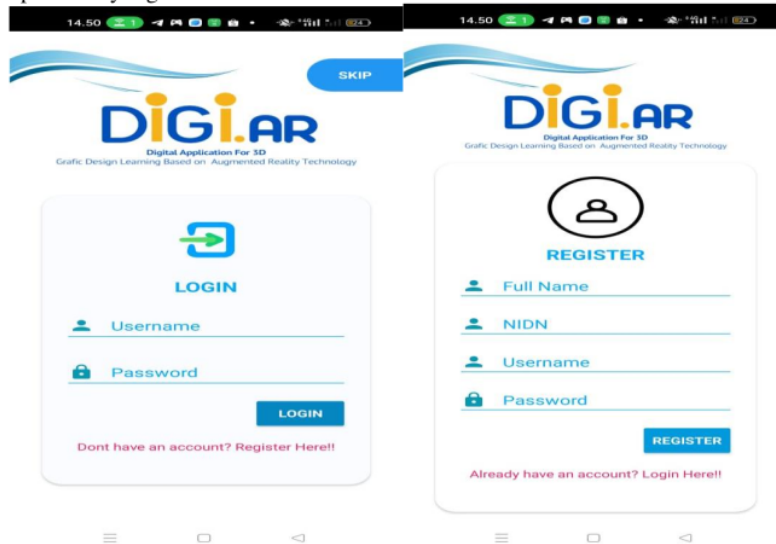 14.50
SKIP
DIGI.AR
Digital Application For 3D
Grafic Design Learning Based on Augmented Reality Technology
LOGIN
Username
Password
LOGIN
Dont have an account? Register Here!!
14.50
DIGI.AR
Digital Application For 3D
Grafic Design Learning Based on Augmented Reality Technology
REGISTER
Full Name
NIDN
Username
Password
REGISTER
Already have an account? Login Here!!